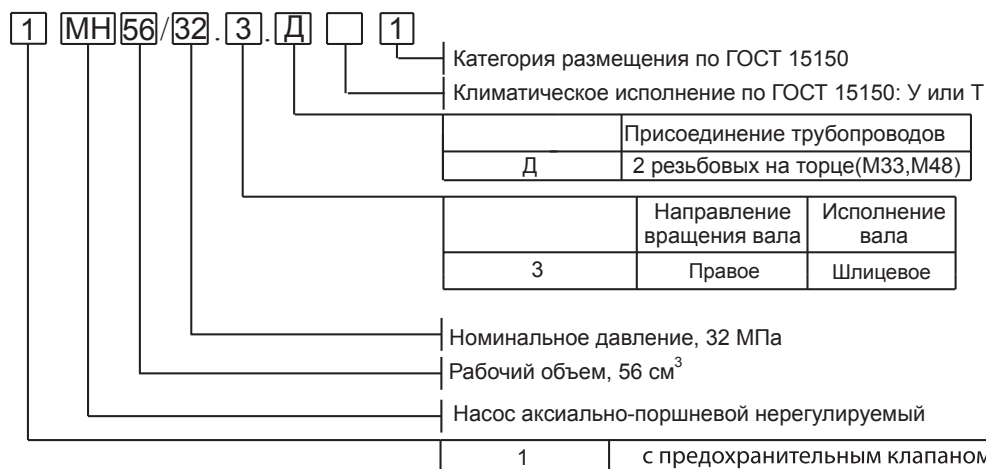 1 МН 56/32.3.Д 1
Категория размещения по ГОСТ 15150
Климатическое исполнение по ГОСТ 15150: У или Т
Присоединение трубопроводов
Д 2 резьбовых на торце(М33,М48)
Направление вращения вала Исполнение вала
3 Правое Шлицевое
Номинальное давление, 32 МПа
Рабочий объем, 56 см³
Насос аксиально-поршневой нерегулируемый
1 с предохранительным клапаном